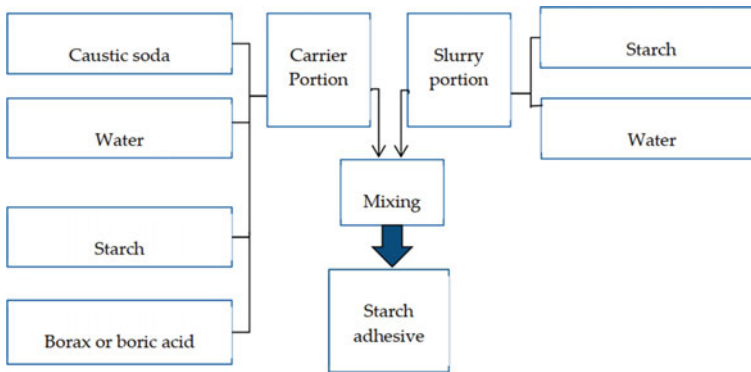 Caustic soda
Water
Starch
Borax or boric acid
Carrier
Portion
Slurry
portion
Starch
Water
Mixing
Starch
adhesive